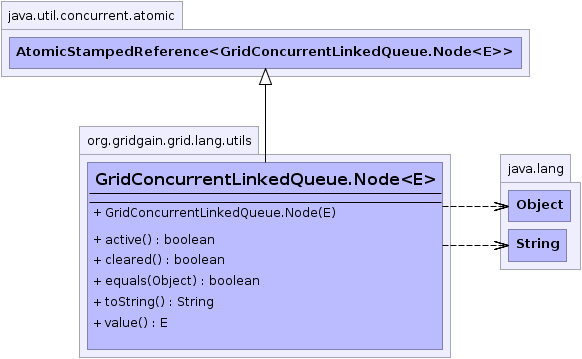 java.util.concurrent.atomic
AtomicStampedReference<GridConcurrentLinkedQueue.Node<E>>
org.gridgain.grid.lang.utils
GridConcurrentLinkedQueue.Node<E>
+ GridConcurrentLinkedQueue.Node(E)
+ active() : boolean
+ cleared() : boolean
+ equals(Object) : boolean
+ toString() : String
+ value() : E
java.lang
Object
String